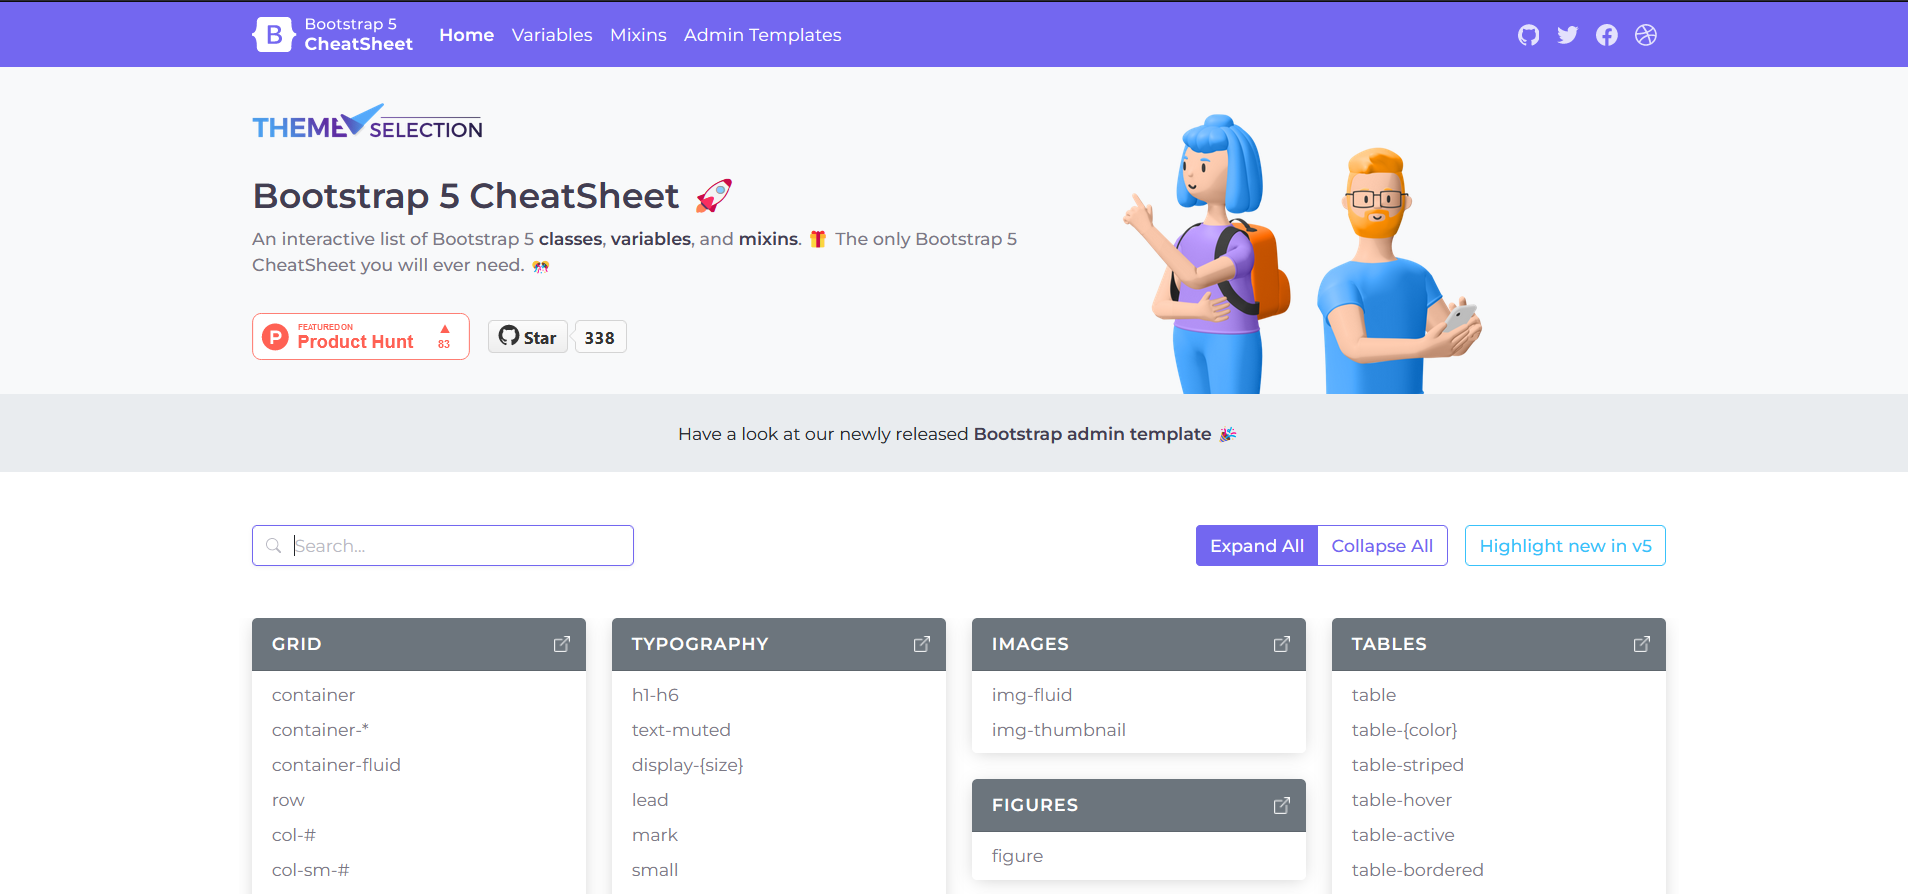 B
Bootstrap 5
CheatSheet
Home
Variables
Mixins
Admin Templates
THEME SELECTION
Bootstrap 5 CheatSheet 🚀
An interactive list of Bootstrap 5 classes, variables, and mixins. 🎁 The only Bootstrap 5
CheatSheet you will ever need. 🎊
P
FEATURED ON
Product Hunt
▲
83
Star
338
Have a look at our newly released Bootstrap admin template 🎉
Search...
Expand All
Collapse All
Highlight new in v5
GRID
container
container-*
container-fluid
row
col-#
col-sm-#
TYPOGRAPHY
h1-h6
text-muted
display-{size}
lead
mark
small
IMAGES
img-fluid
img-thumbnail
FIGURES
figure
TABLES
table
table-{color}
table-striped
table-hover
table-active
table-bordered